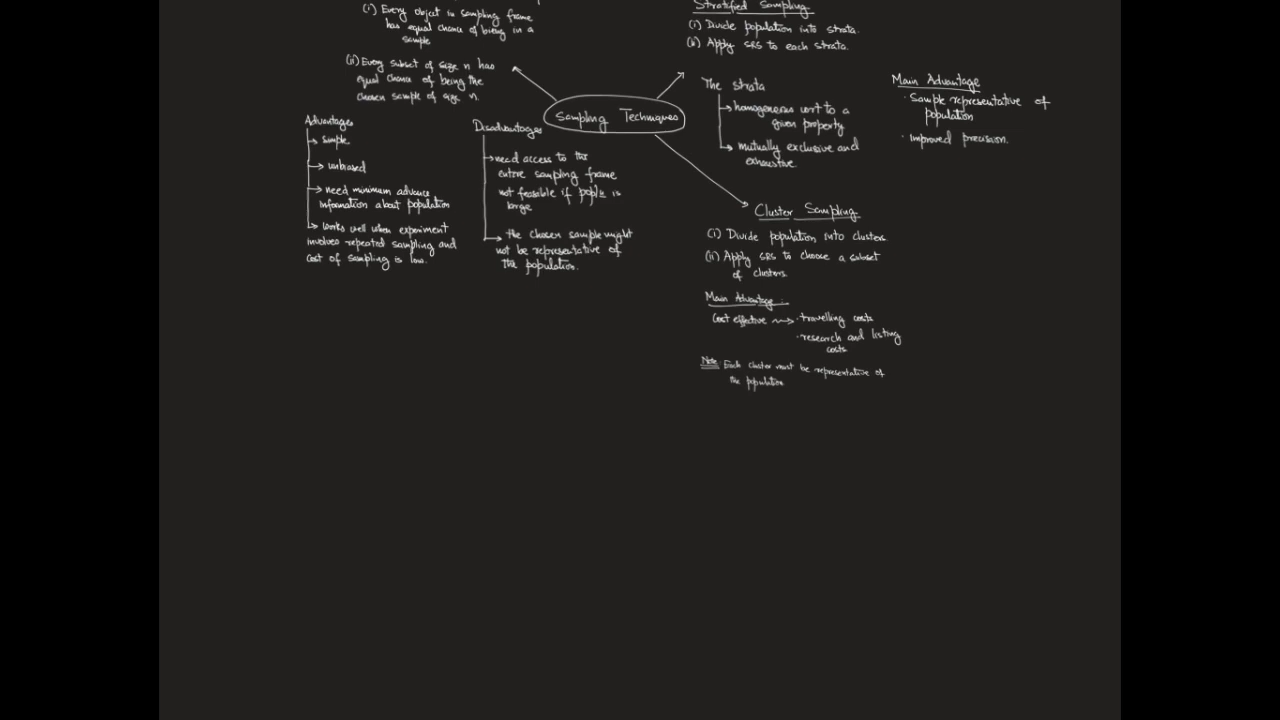 (i) Every object in sampling frame
has equal chance of being in a
sample
(ii) Every subset of size n has
equal chance of being the
chosen sample of size n.
Advantages
simple
unbiased
need minimum advance
information about population
works well when experiment
involves repeated sampling and
cost of sampling is low.
Disadvantages
need access to the
entire sampling frame
not feasible if popln is
large
the chosen sample might
not be representative of
the population.
Sampling Techniques
Stratified Sampling
(i) Divide population into strata.
(ii) Apply SRS to each strata.
The strata
homogeneous wrt to a
given property
mutually exclusive and
exhaustive.
Main Advantage
· Sample representative of
population
· improved precision.
Cluster Sampling
(i) Divide population into clusters.
(ii) Apply SRS to choose a subset
of clusters.
Main Advantage:
Cost effective · travelling costs
· research and listing
costs
Note: Each cluster must be representative of
the population